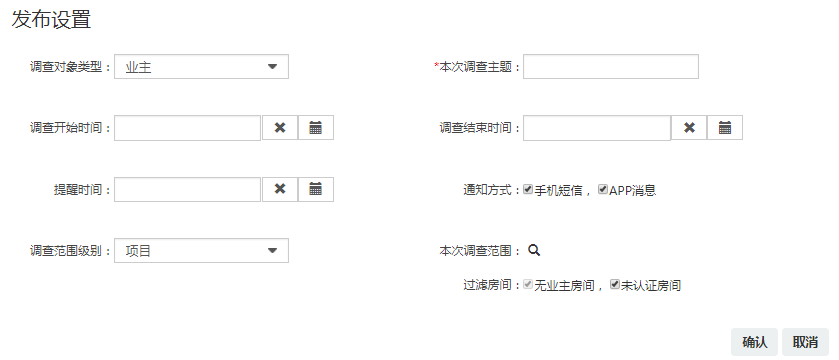 发布设置
调查对象类型： 业主 *本次调查主题：
调查开始时间： 调查结束时间：
提醒时间： 通知方式： 手机短信， APP消息
调查范围级别： 项目 本次调查范围：
过滤房间： 无业主房间， 未认证房间
确认 取消